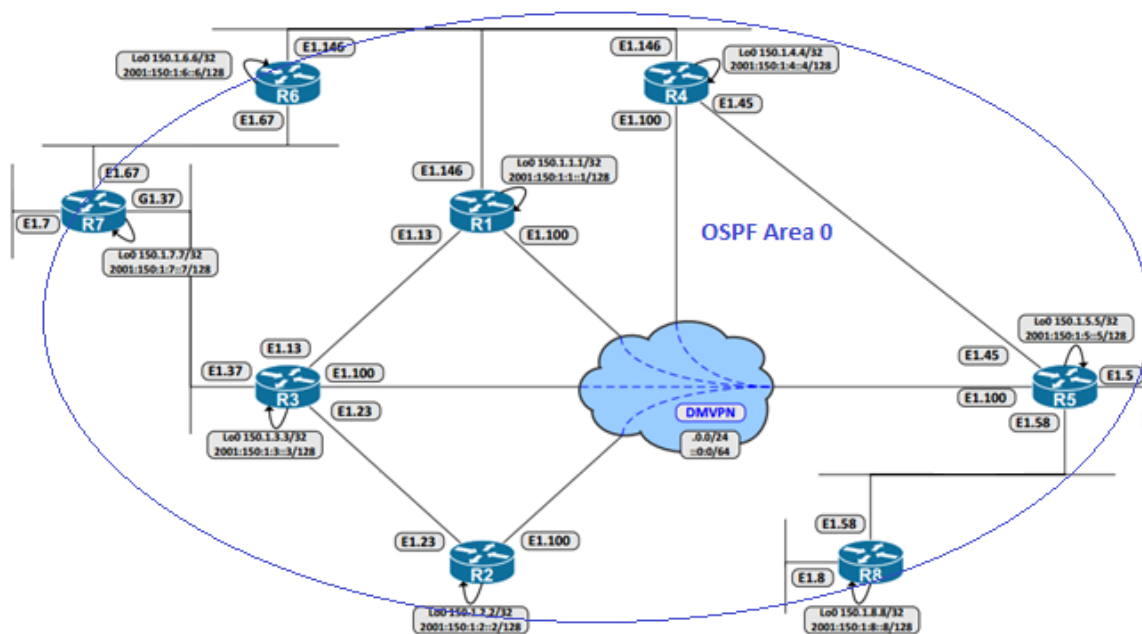 E1.146
Lo0 150.1.6.6/32
2001:150:1:6::6/128
R6
E1.67
E1.146
Lo0 150.1.4.4/32
2001:150:1:4::4/128
R4
E1.45
E1.100
E1.67
G1.37
R7
E1.7
Lo0 150.1.7.7/32
2001:150:1:7::7/128
E1.146
Lo0 150.1.1.1/32
2001:150:1:1::1/128
R1
E1.13
E1.100
OSPF Area 0
E1.13
E1.37
E1.100
R3
E1.23
Lo0 150.1.3.3/32
2001:150:1:3::3/128
DMVPN
.0.0/24
::0:0/64
Lo0 150.1.5.5/32
2001:150:1:5::5/128
E1.45
E1.5
R5
E1.100
E1.58
E1.23
E1.100
R2
Lo0 150.1.2.2/32
2001:150:1:2::2/128
E1.58
E1.8
R8
Lo0 150.1.8.8/32
2001:150:1:8::8/128